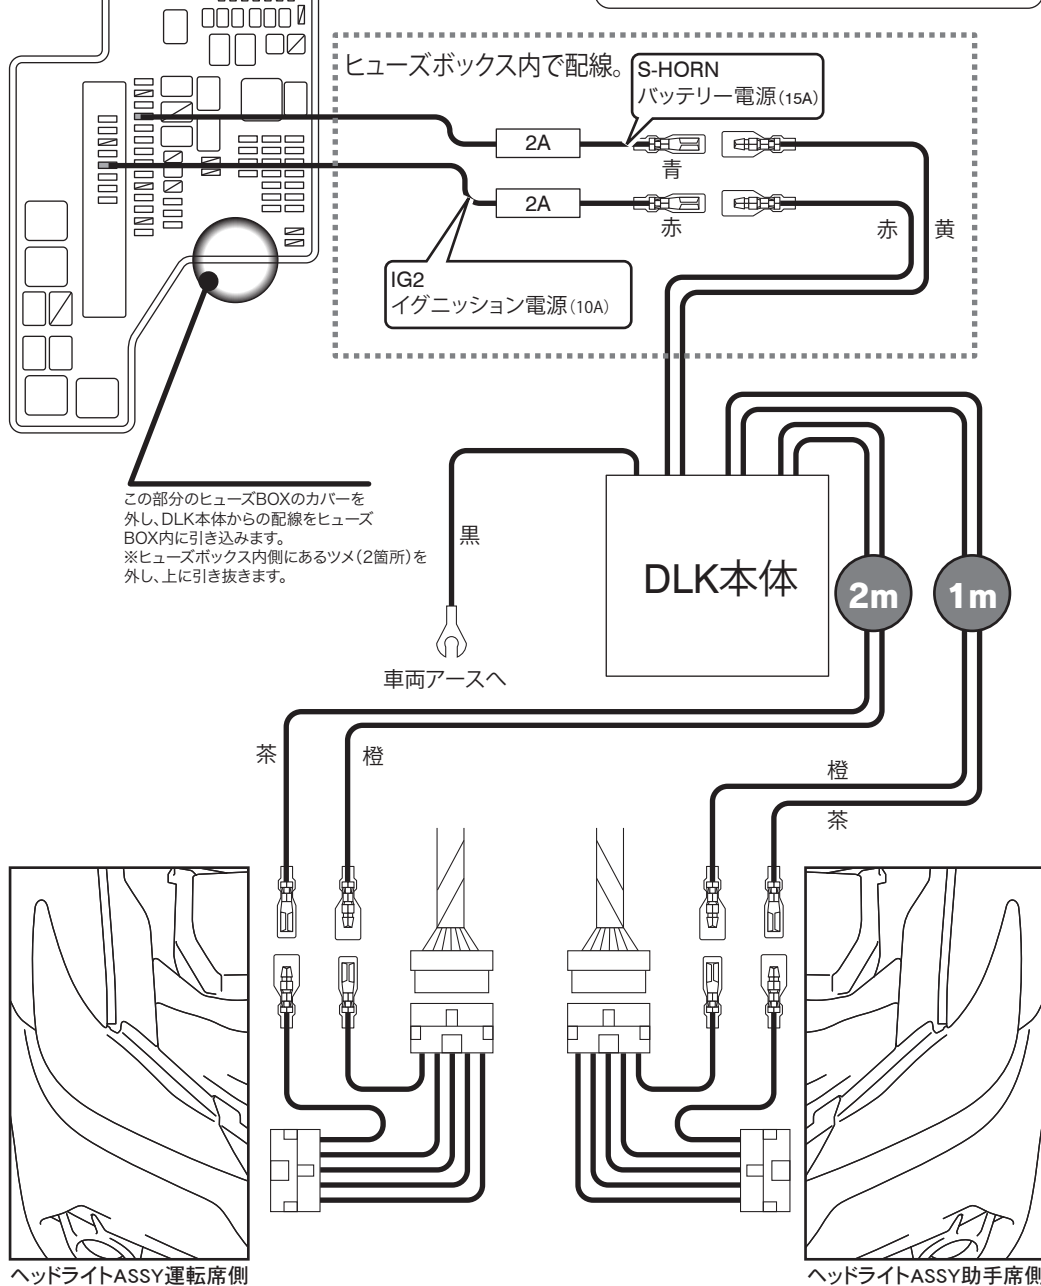 ヒューズボックス内で配線。
S-HORN
バッテリー電源(15A)
2A
青
2A
赤
赤
黄
IG2
イグニッション電源(10A)
この部分のヒューズBOXのカバーを
外し、DLK本体からの配線をヒューズ
BOX内に引き込みます。
※ヒューズボックス内側にあるツメ(2箇所)を
外し、上に引き抜きます。
黒
DLK本体
2m
1m
車両アースへ
茶
橙
橙
茶
ヘッドライトASSY運転席側
ヘッドライトASSY助手席側